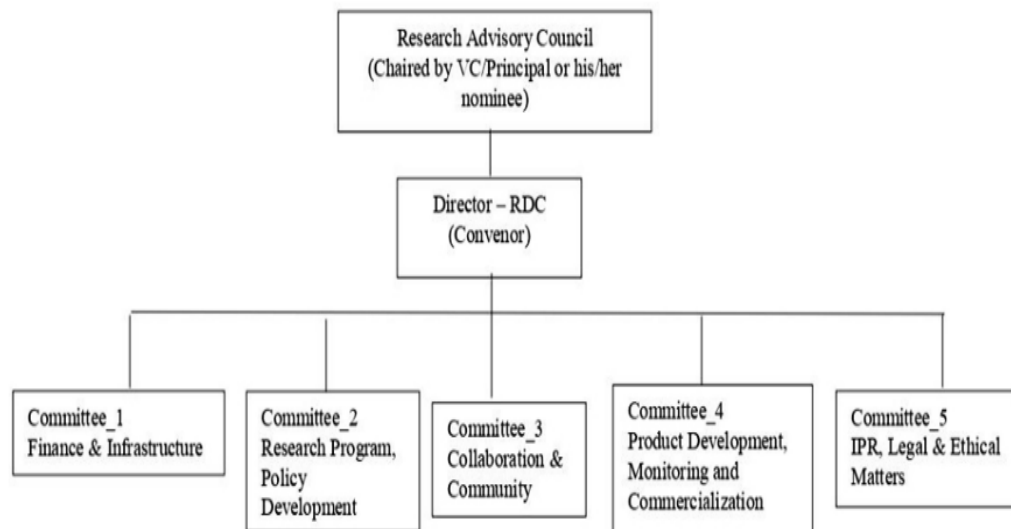 Research Advisory Council
(Chaired by VC/Principal or his/her
nominee)
Director – RDC
(Convenor)
Committee_1
Finance & Infrastructure
Committee_2
Research Program,
Policy
Development
Committee_3
Collaboration &
Community
Committee_4
Product Development,
Monitoring and
Commercialization
Committee_5
IPR, Legal & Ethical
Matters